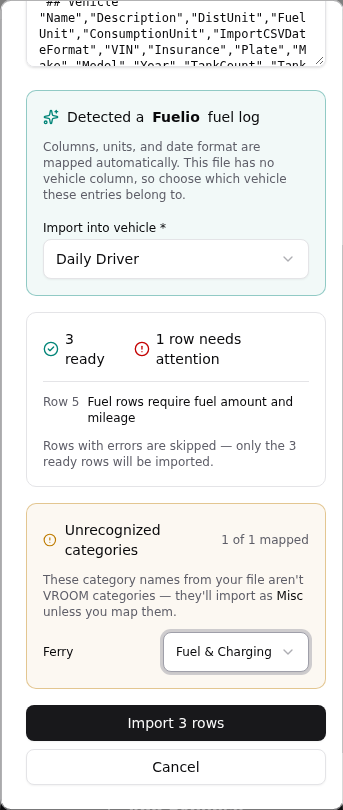 ## Vehicle
"Name","Description","DistUnit","Fuel
Unit","ConsumptionUnit","ImportCSVDat
eFormat","VIN","Insurance","Plate","M
ake","Model","Year","TankCount","Tank
Detected a Fuelio fuel log
Columns, units, and date format are
mapped automatically. This file has no
vehicle column, so choose which vehicle
these entries belong to.
Import into vehicle *
Daily Driver
3
ready
1 row needs
attention
Row 5 Fuel rows require fuel amount and
mileage
Rows with errors are skipped — only the 3
ready rows will be imported.
Unrecognized
categories
1 of 1 mapped
These category names from your file aren't
VROOM categories — they'll import as Misc
unless you map them.
Ferry
Fuel & Charging
Import 3 rows
Cancel